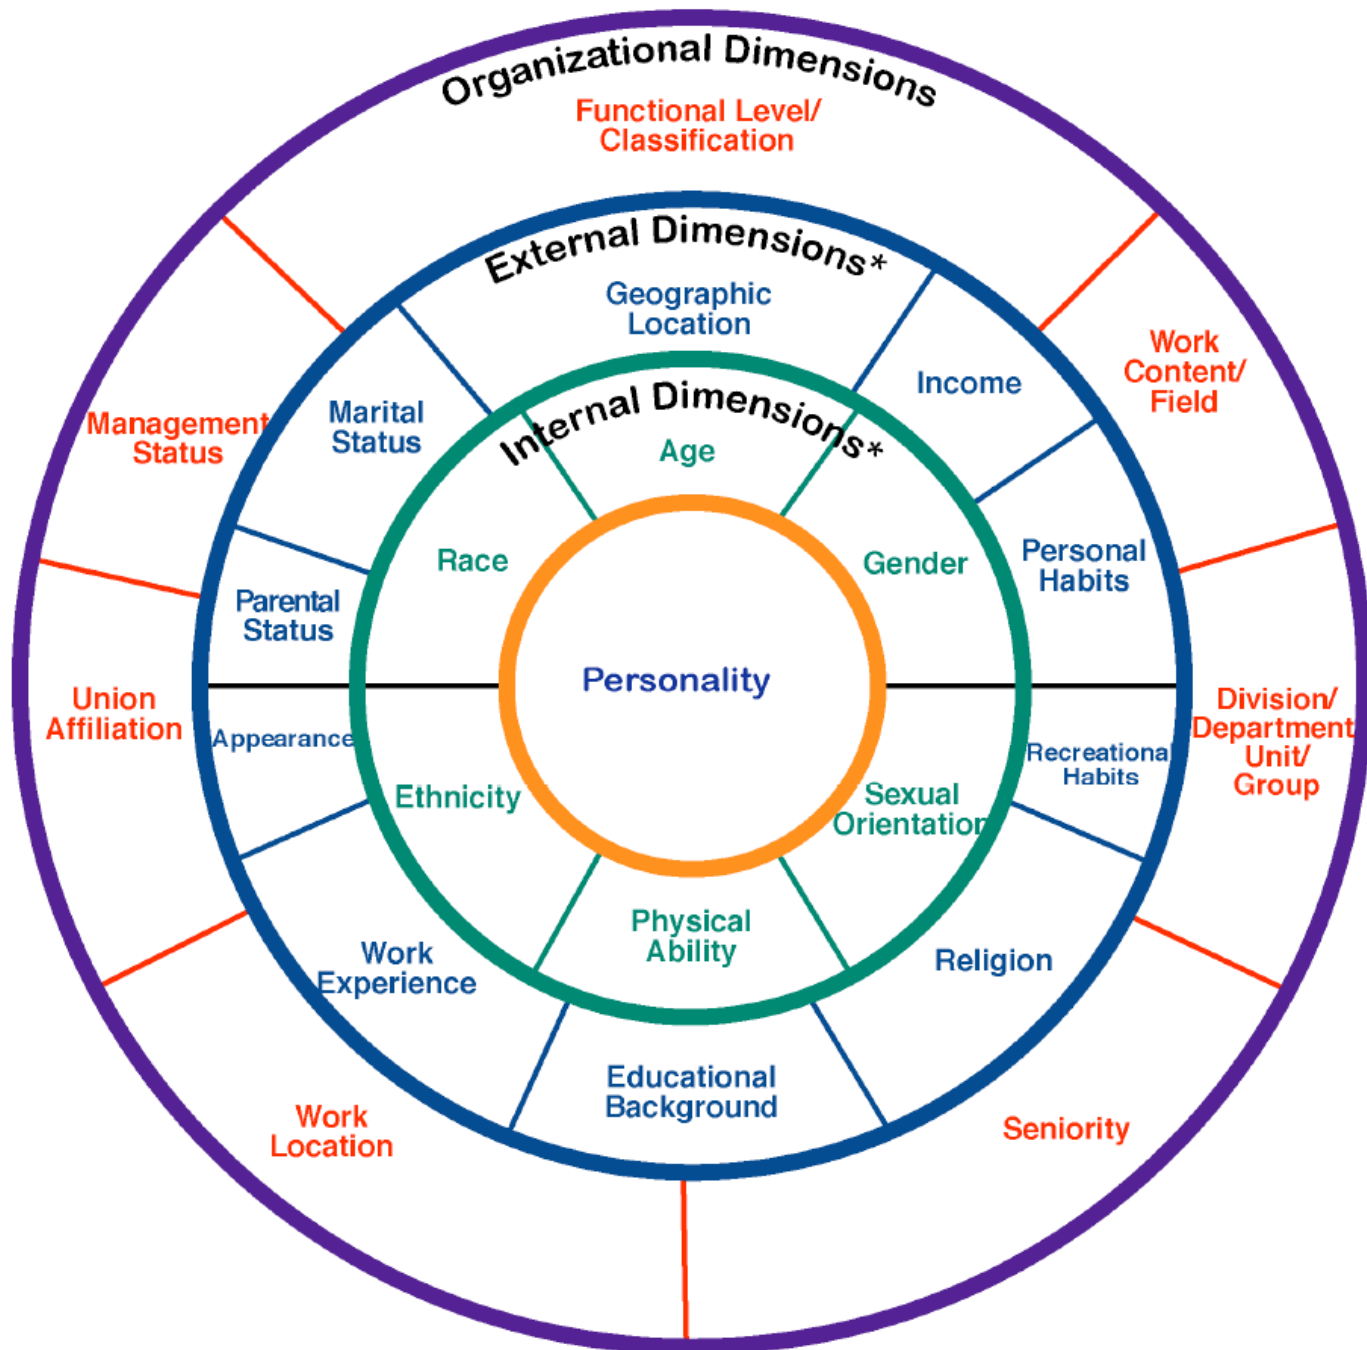 Organizational Dimensions
Functional Level/
Classification
External Dimensions*
Geographic
Location
Income
Work
Content/
Field
Marital
Status
Management
Status
Internal Dimensions*
Age
Race
Gender
Personal
Habits
Parental
Status
Personality
Union
Affiliation
Appearance
Division/
Department
Unit/
Group
Recreational
Habits
Ethnicity
Sexual
Orientation
Physical
Ability
Work
Experience
Religion
Educational
Background
Work
Location
Seniority